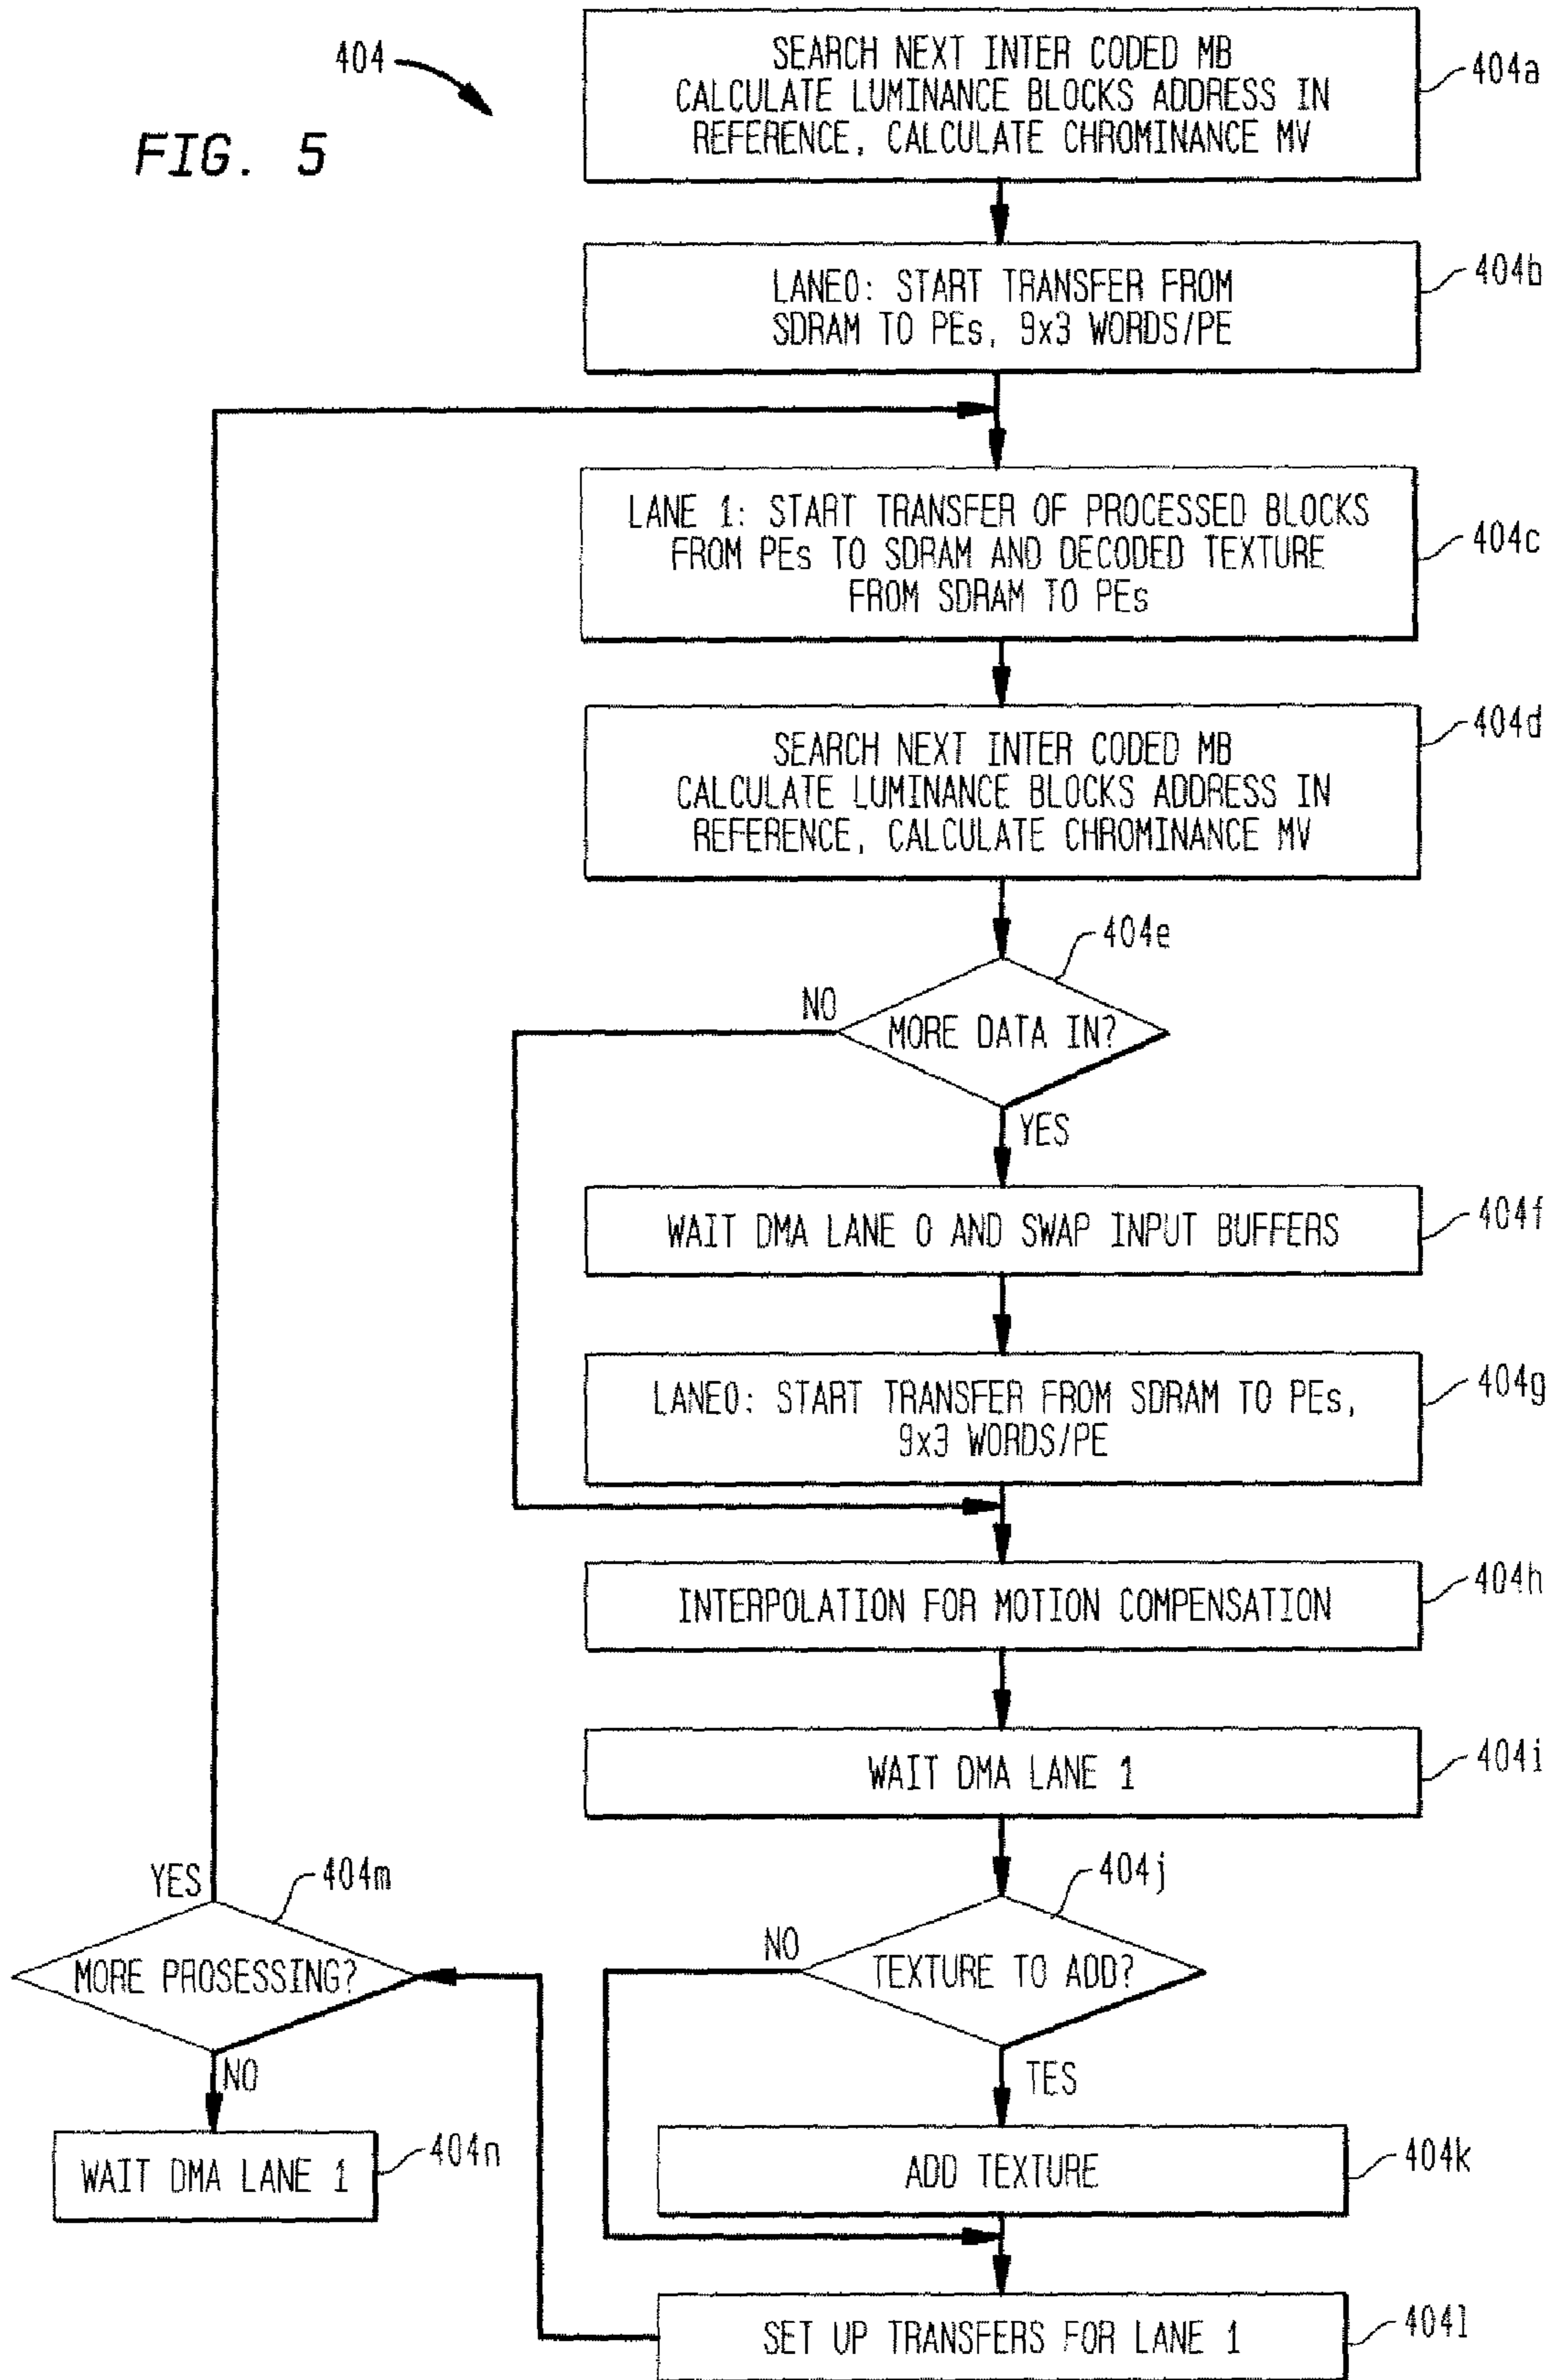 404
FIG. 5
SEARCH NEXT INTER CODED MB
CALCULATE LUMINANCE BLOCKS ADDRESS IN
REFERENCE, CALCULATE CHROMINANCE MV
404a
LANE0: START TRANSFER FROM
SDRAM TO PEs, 9x3 WORDS/PE
404b
LANE 1: START TRANSFER OF PROCESSED BLOCKS
FROM PEs TO SDRAM AND DECODED TEXTURE
FROM SDRAM TO PEs
404c
SEARCH NEXT INTER CODED MB
CALCULATE LUMINANCE BLOCKS ADDRESS IN
REFERENCE, CALCULATE CHROMINANCE MV
404d
404e
NO
MORE DATA IN?
YES
WAIT DMA LANE 0 AND SWAP INPUT BUFFERS
404f
LANE0: START TRANSFER FROM SDRAM TO PEs,
9x3 WORDS/PE
404g
INTERPOLATION FOR MOTION COMPENSATION
404h
WAIT DMA LANE 1
404i
404j
NO
TEXTURE TO ADD?
TES
ADD TEXTURE
404k
SET UP TRANSFERS FOR LANE 1
404l
YES
404m
MORE PROSESSING?
NO
WAIT DMA LANE 1
404n